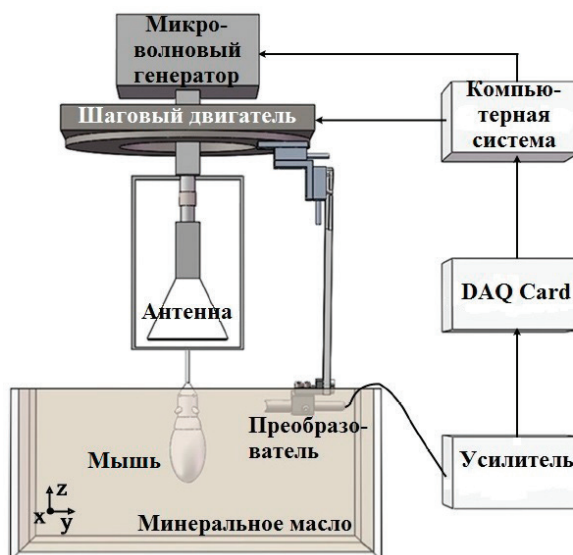 Микро-
волновый
генератор
Шаговый двигатель
Компью-
терная
система
Антенна
DAQ Card
Преобразо-
ватель
Мышь
Усилитель
z
x y
Минеральное масло